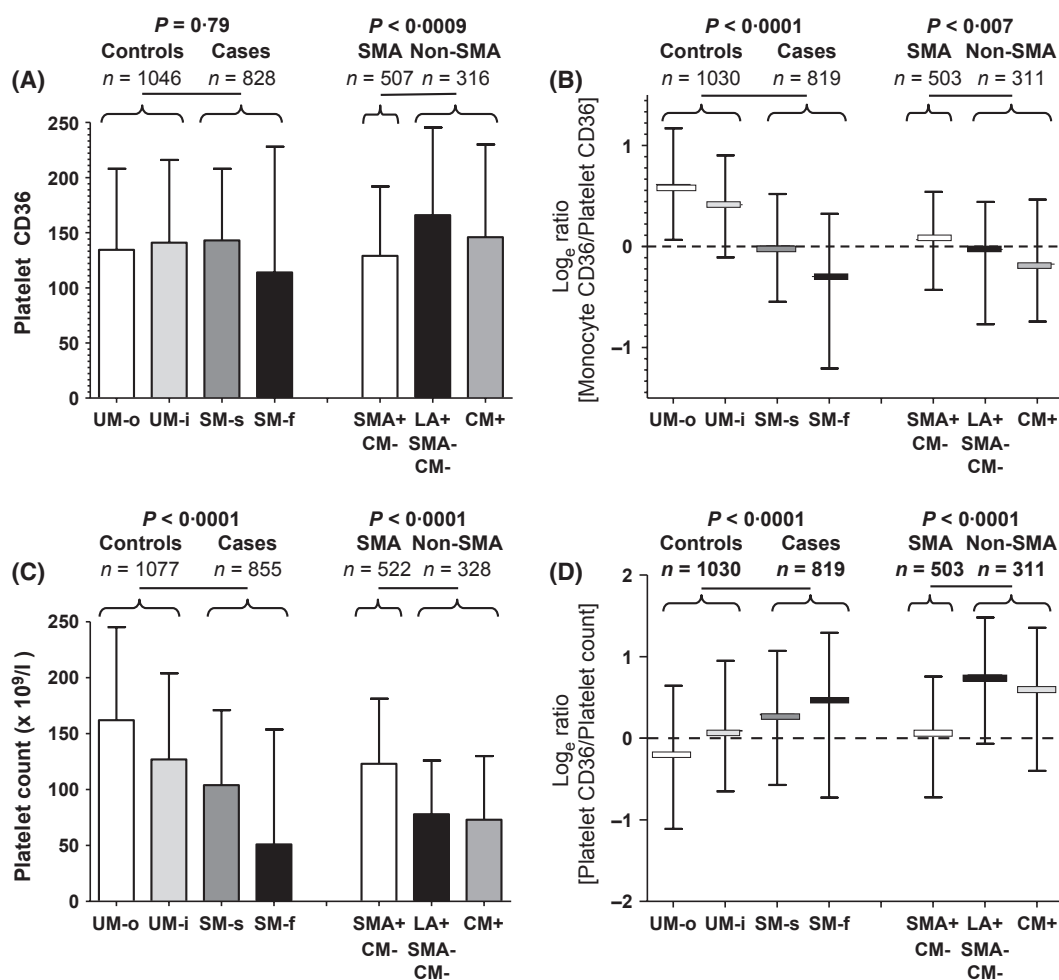 P = 0·79
P < 0·0009
Controls Cases SMA Non-SMA
(A) n = 1046 n = 828 n = 507 n = 316
250
200
150
100
50
0
Platelet CD36
UM-o UM-i SM-s SM-f SMA+ LA+ CM+
CM- SMA-
CM-
P < 0·0001
P < 0·007
Controls Cases SMA Non-SMA
(B) n = 1030 n = 819 n = 503 n = 311
1
0
–1
Loge ratio
[Monocyte CD36/Platelet CD36]
UM-o UM-i SM-s SM-f SMA+ LA+ CM+
CM- SMA-
CM-
P < 0·0001
P < 0·0001
Controls Cases SMA Non-SMA
(C) n = 1077 n = 855 n = 522 n = 328
250
200
150
100
50
0
Platelet count (x 10⁹/l)
UM-o UM-i SM-s SM-f SMA+ LA+ CM+
CM- SMA-
CM-
P < 0·0001
P < 0·0001
Controls Cases SMA Non-SMA
(D) n = 1030 n = 819 n = 503 n = 311
2
1
0
–1
–2
Loge ratio
[Platelet CD36/Platelet count]
UM-o UM-i SM-s SM-f SMA+ LA+ CM+
CM- SMA-
CM-